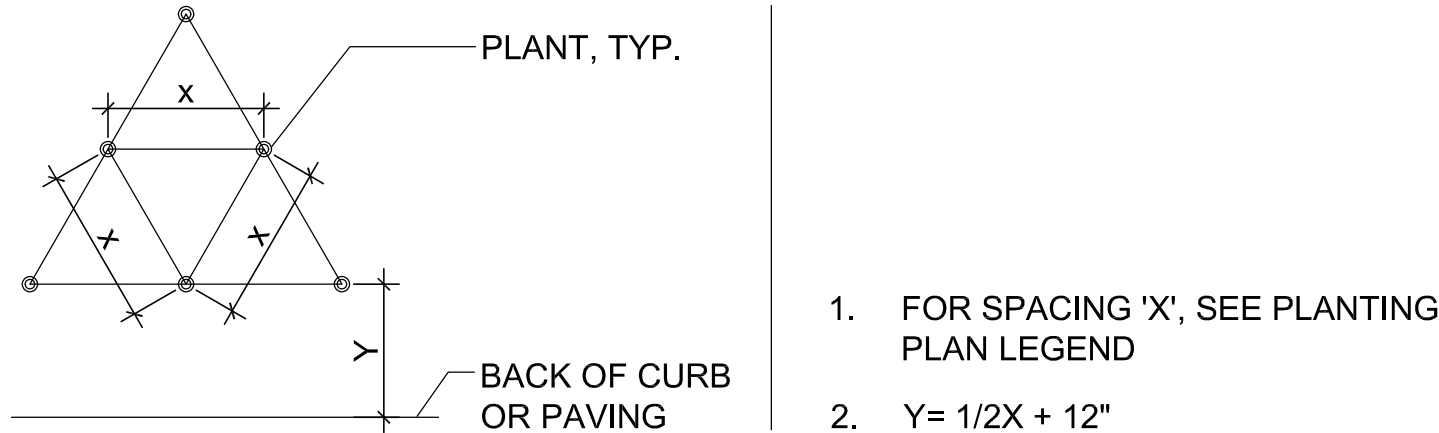 PLANT, TYP.
X
X
X
Y
BACK OF CURB
OR PAVING
1. FOR SPACING 'X', SEE PLANTING
PLAN LEGEND
2. Y= 1/2X + 12"